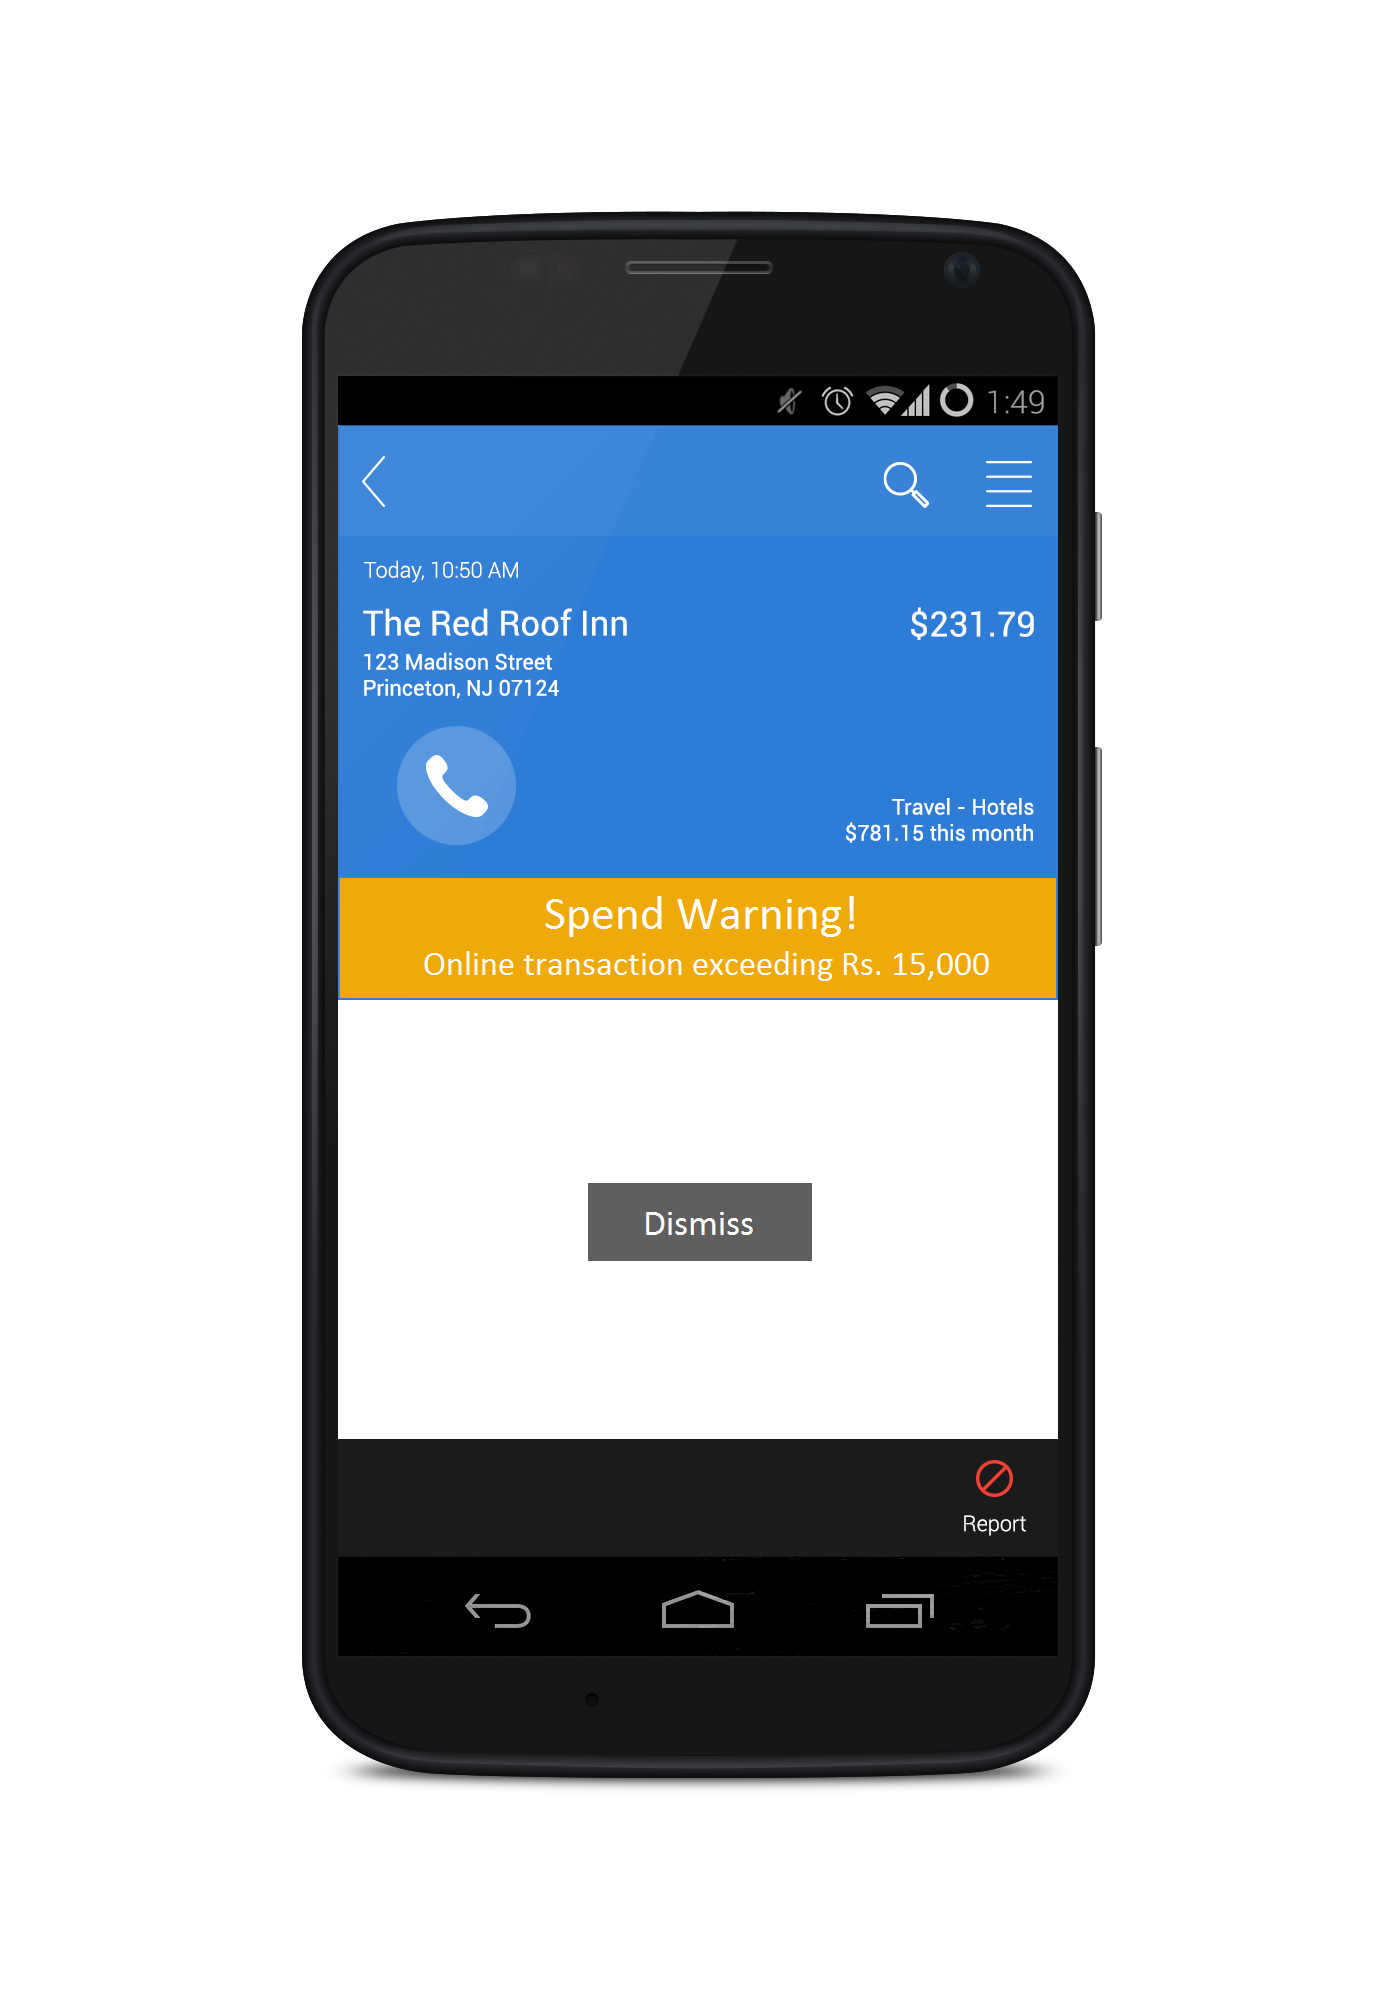 1:49
Today, 10:50 AM
The Red Roof Inn
$231.79
123 Madison Street
Princeton, NJ 07124
Travel - Hotels
$781.15 this month
Spend Warning!
Online transaction exceeding Rs. 15,000
Dismiss
Report